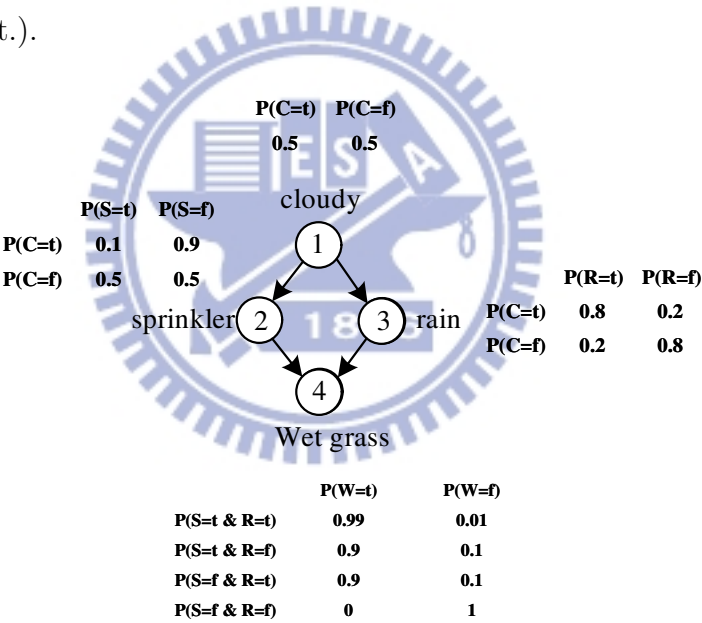 t.).
P(C=t) P(C=f)
0.5 0.5
E S A
cloudy
P(S=t) P(S=f)
P(C=t) 0.1 0.9
P(C=f) 0.5 0.5
1
P(R=t) P(R=f)
P(C=t) 0.8 0.2
P(C=f) 0.2 0.8
sprinkler 2 3 rain
18 6
4
Wet grass
P(W=t) P(W=f)
P(S=t & R=t) 0.99 0.01
P(S=t & R=f) 0.9 0.1
P(S=f & R=t) 0.9 0.1
P(S=f & R=f) 0 1